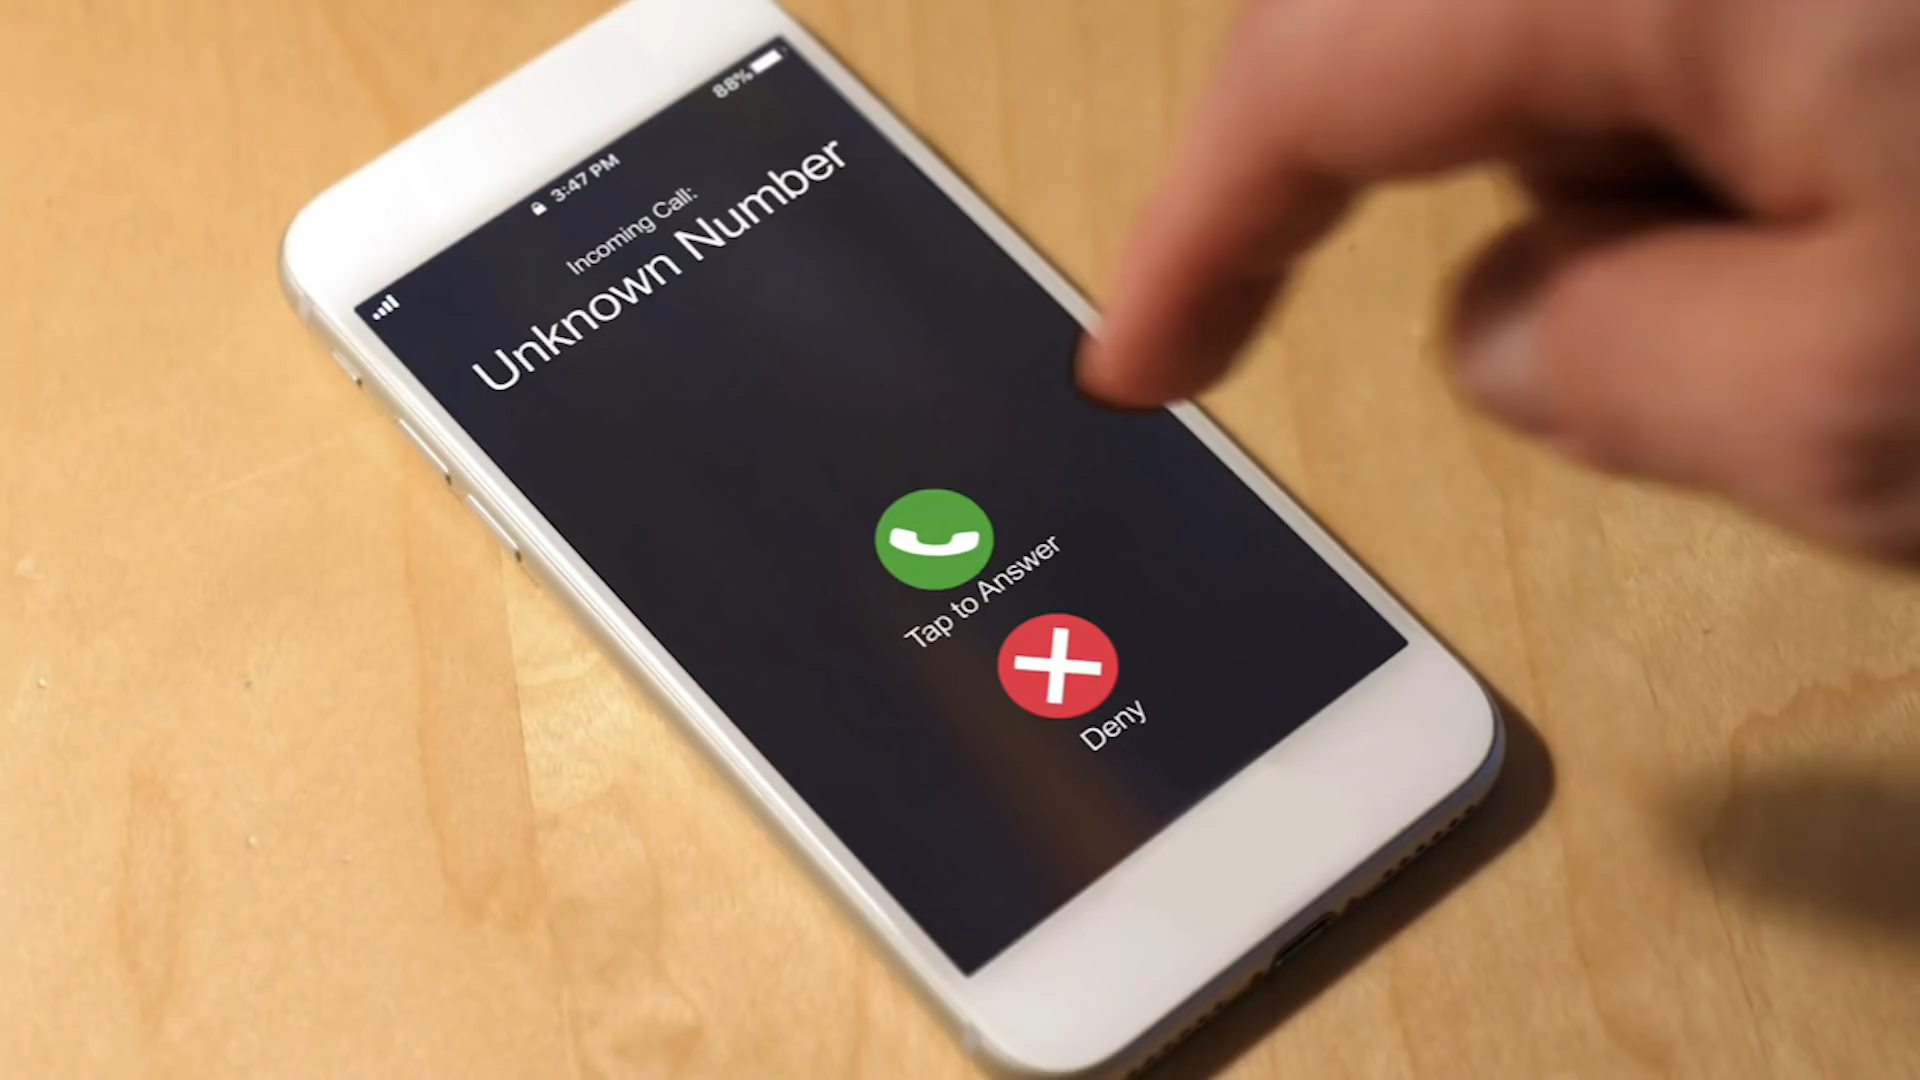 3:47 PM
88%
Incoming Call:
Unknown Number
Tap to Answer
Deny